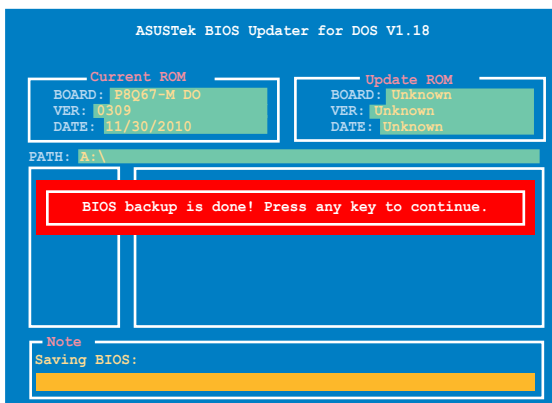 ASUSTek BIOS Updater for DOS V1.18
Current ROM
BOARD: P8Q67-M DO
VER: 0309
DATE: 11/30/2010
Update ROM
BOARD: Unknown
VER: Unknown
DATE: Unknown
PATH: A:\
BIOS backup is done! Press any key to continue.
Note
Saving BIOS: